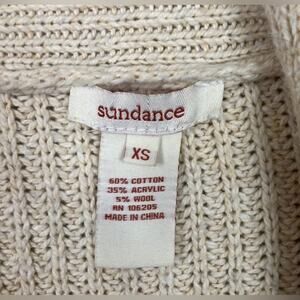 sundance
XS
60% COTTON
35% ACRYLIC
5% WOOL
RN 106205
MADE IN CHINA